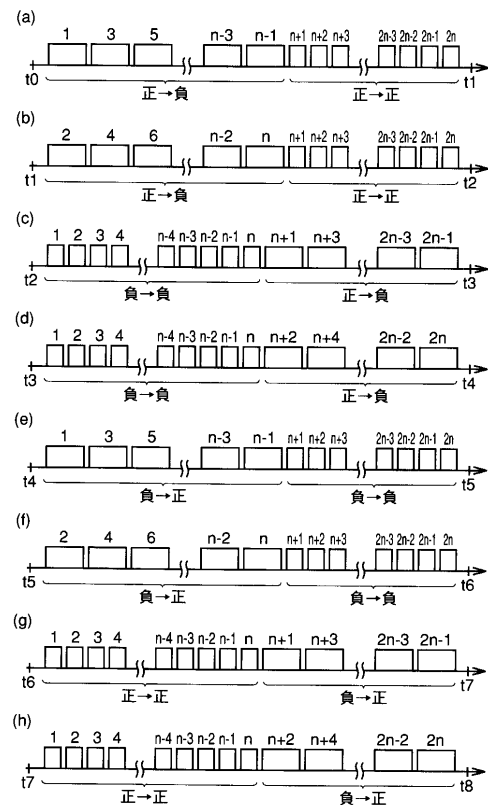 (a)
1 3 5 n-3 n-1 n+1 n+2 n+3 2n-3 2n-2 2n-1 2n
t0 t1
正→負 正→正
(b)
2 4 6 n-2 n n+1 n+2 n+3 2n-3 2n-2 2n-1 2n
t1 t2
正→負 正→正
(c)
1 2 3 4 n-4 n-3 n-2 n-1 n n+1 n+3 2n-3 2n-1
t2 t3
負→負 正→負
(d)
1 2 3 4 n-4 n-3 n-2 n-1 n n+2 n+4 2n-2 2n
t3 t4
負→負 正→負
(e)
1 3 5 n-3 n-1 n+1 n+2 n+3 2n-3 2n-2 2n-1 2n
t4 t5
負→正 負→負
(f)
2 4 6 n-2 n n+1 n+2 n+3 2n-3 2n-2 2n-1 2n
t5 t6
負→正 負→負
(g)
1 2 3 4 n-4 n-3 n-2 n-1 n n+1 n+3 2n-3 2n-1
t6 t7
正→正 負→正
(h)
1 2 3 4 n-4 n-3 n-2 n-1 n n+2 n+4 2n-2 2n
t7 t8
正→正 負→正